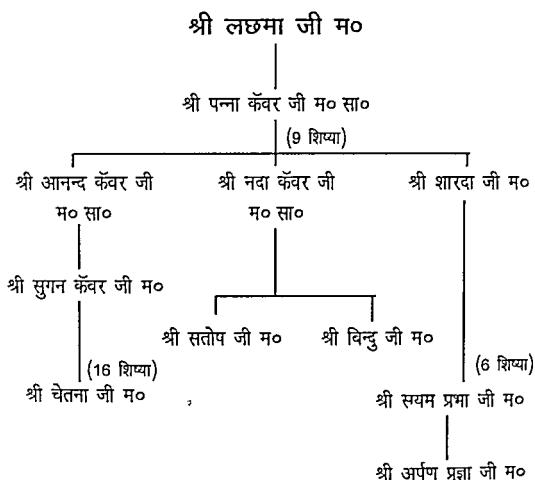 श्री लछमा जी म०
श्री पन्ना कॅवर जी म० सा०
(9 शिष्या)
श्री आनन्द कॅवर जी
म० सा०
श्री नदा कॅवर जी
म० सा०
श्री शारदा जी म०
श्री सुगन कॅवर जी म०
श्री सतोप जी म०
श्री विन्दु जी म०
(16 शिष्या)
श्री चेतना जी म०
(6 शिष्या)
श्री सयम प्रभा जी म०
श्री अर्पण प्रज्ञा जी म०